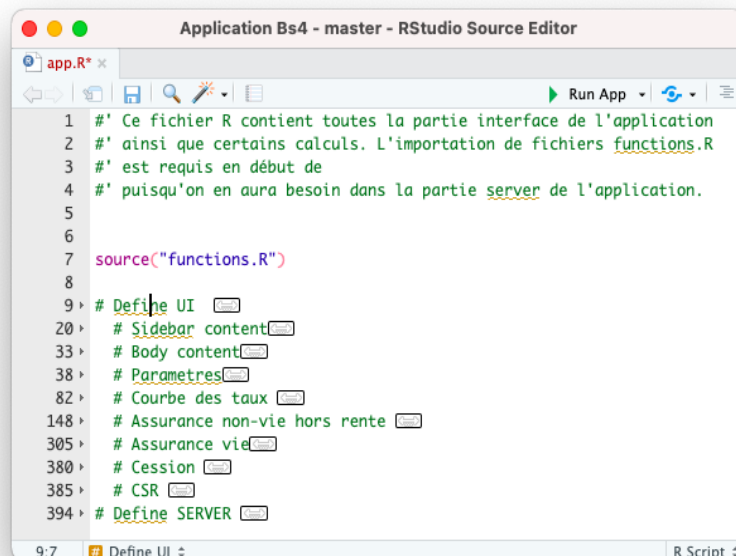 Application Bs4 - master - RStudio Source Editor
app.R*
Run App
1 #' Ce fichier R contient toutes la partie interface de l'application
2 #' ainsi que certains calculs. L'importation de fichiers functions.R
3 #' est requis en début de
4 #' puisqu'on en aura besoin dans la partie server de l'application.
5
6
7 source("functions.R")
8
9 # Define UI
20 # Sidebar content
33 # Body content
38 # Parametres
82 # Courbe des taux
148 # Assurance non-vie hors rente
305 # Assurance vie
380 # Cession
385 # CSR
394 # Define SERVER
9:7 # Define UI R Script